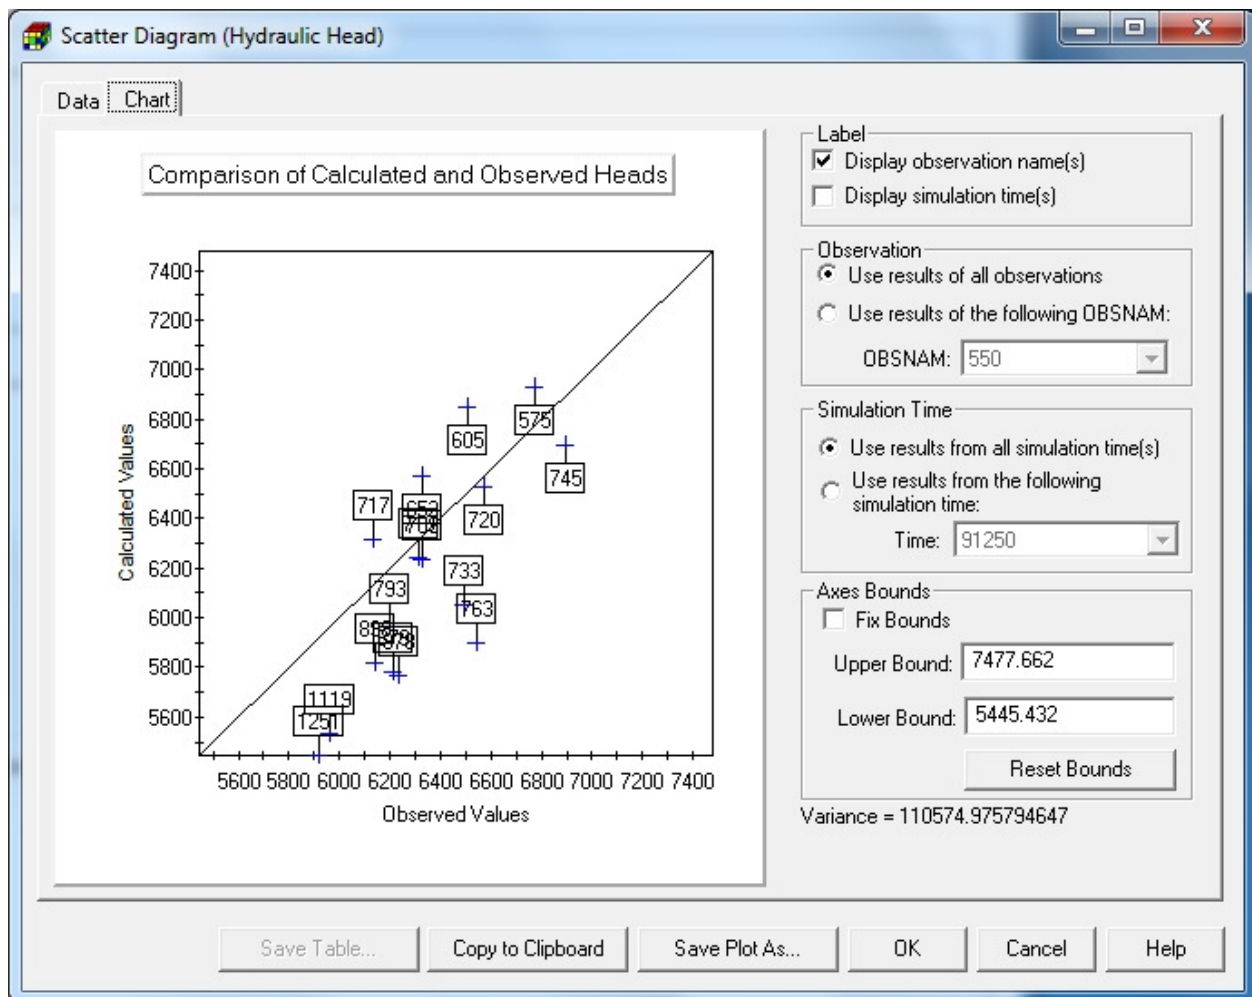 Scatter Diagram (Hydraulic Head)
Data
Chart
Comparison of Calculated and Observed Heads
Calculated Values
7400
7200
7000
6800
6600
6400
6200
6000
5800
5600
575
605
745
717
720
733
763
793
1119
1251
5600 5800 6000 6200 6400 6600 6800 7000 7200 7400
Observed Values
Label
Display observation name(s)
Display simulation time(s)
Observation
Use results of all observations
Use results of the following OBSNAM:
OBSNAM: 550
Simulation Time
Use results from all simulation time(s)
Use results from the following
simulation time:
Time: 91250
Axes Bounds
Fix Bounds
Upper Bound: 7477.662
Lower Bound: 5445.432
Reset Bounds
Variance = 110574.975794647
Save Table...
Copy to Clipboard
Save Plot As...
OK
Cancel
Help